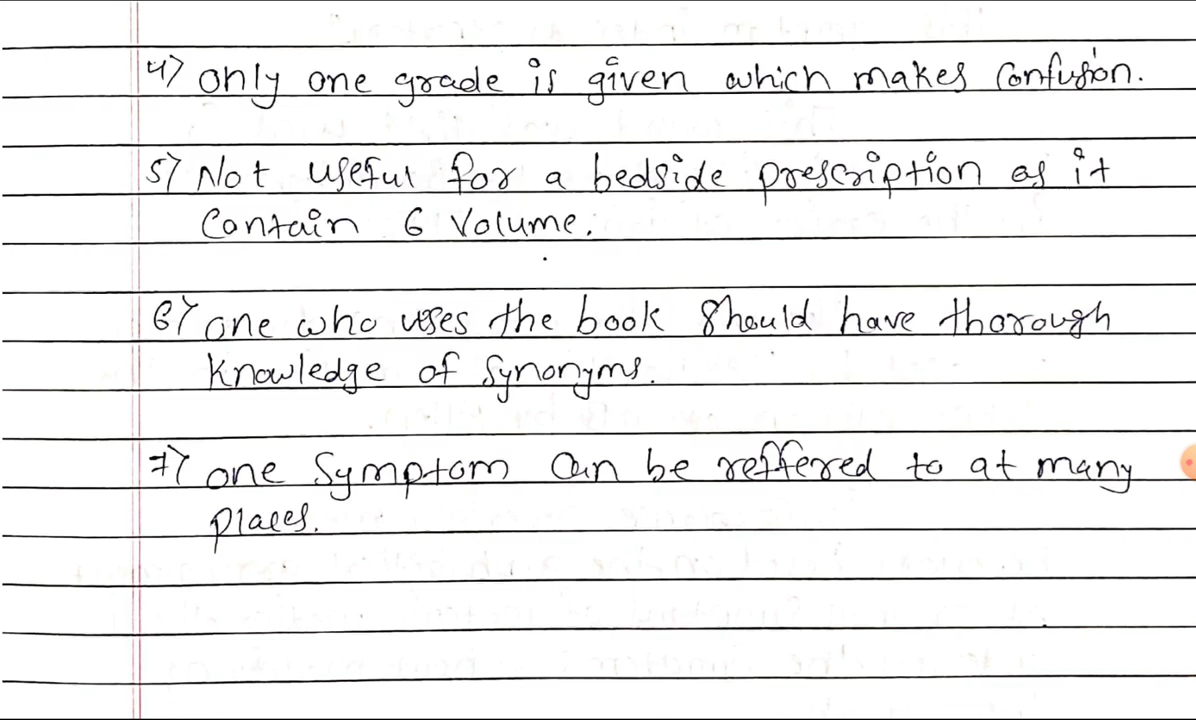 4) only one grade is given which makes confusion.
5) Not useful for a bedside prescription as it
contain 6 volume.
6) one who uses the book should have thorough
knowledge of synonyms.
7) one symptom can be reffered to at many
places.